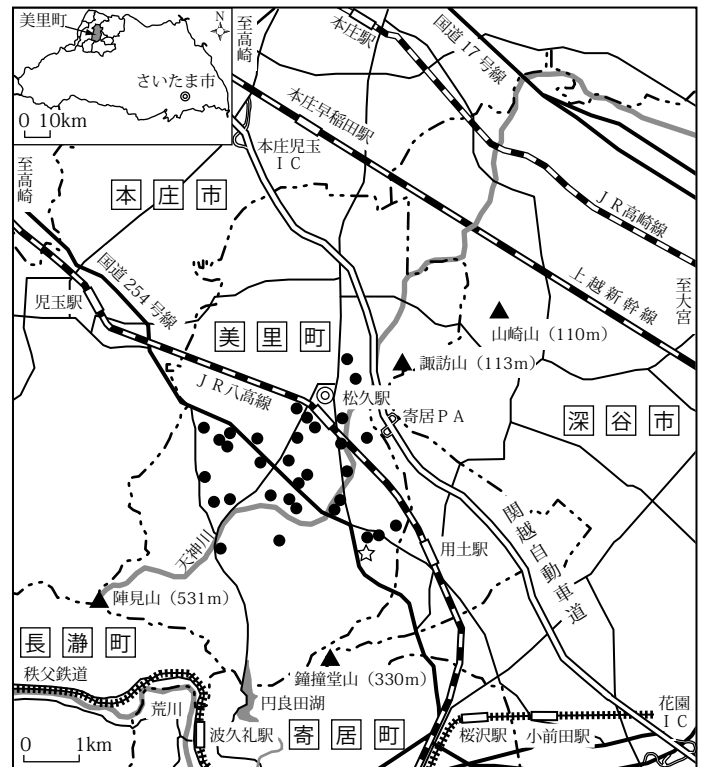 美里町
N
さいたま市
0 10km
至高崎
本庄駅
国道17号線
本庄早稲田駅
本庄児玉
IC
至高崎
本庄市
JR高崎線
国道254号線
上越新幹線
至大宮
児玉駅
美里町
山崎山（110m）
諏訪山（113m）
JR八高線
松久駅
寄居PA
深谷市
関越自動車道
天神川
用土駅
陣見山（531m）
長瀞町
秩父鉄道
鐘撞堂山（330m）
円良田湖
荒川
花園
IC
0 1km
波久礼駅
寄居町
桜沢駅
小前田駅